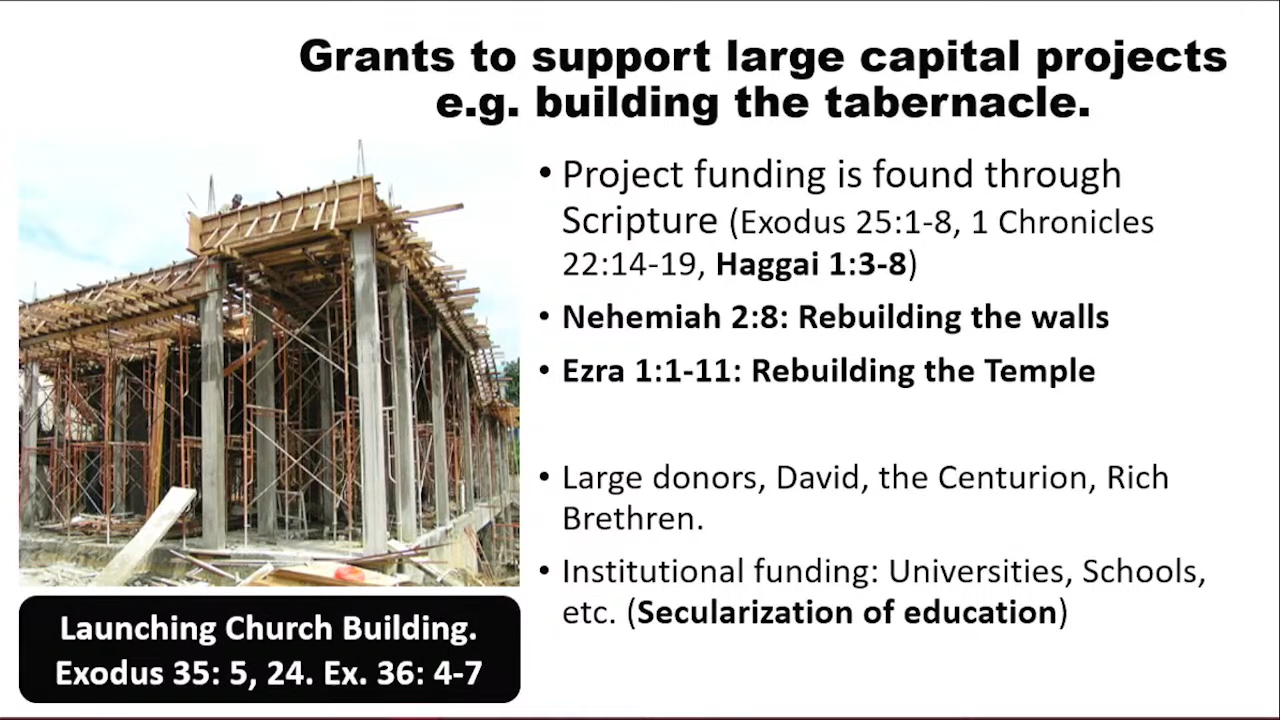 Grants to support large capital projects
e.g. building the tabernacle.
• Project funding is found through
Scripture (Exodus 25:1-8, 1 Chronicles
22:14-19, Haggai 1:3-8)
• Nehemiah 2:8: Rebuilding the walls
• Ezra 1:1-11: Rebuilding the Temple
• Large donors, David, the Centurion, Rich
Brethren.
• Institutional funding: Universities, Schools,
etc. (Secularization of education)
Launching Church Building.
Exodus 35: 5, 24. Ex. 36: 4-7